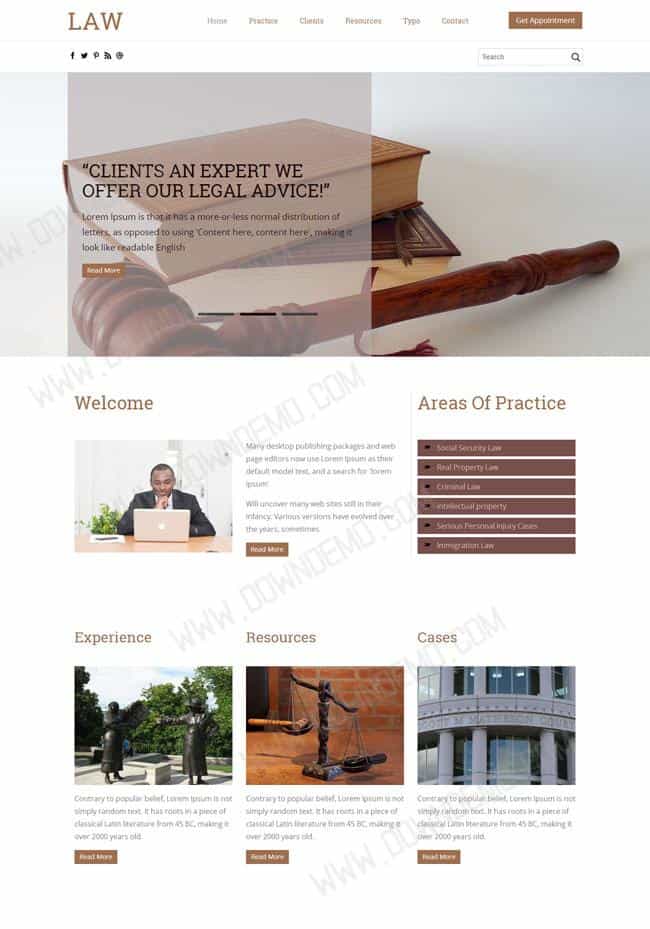 LAW
Home Practice Clients Resources Typo Contact Get Appointment
Search
“CLIENTS AN EXPERT WE
OFFER OUR LEGAL ADVICE!”
Lorem Ipsum is that it has a more-or-less normal distribution of
letters, as opposed to using 'Content here, content here', making it
look like readable English
Read More
Welcome
Many desktop publishing packages and web
page editors now use Lorem Ipsum as their
default model text, and a search for 'lorem
ipsum'
Will uncover many web sites still in their
infancy. Various versions have evolved over
the years, sometimes
Read More
Areas Of Practice
Social Security Law
Real Property Law
Criminal Law
intellectual property
Serious Personal Injury Cases
Immigration Law
Experience
Contrary to popular belief, Lorem Ipsum is not
simply random text. It has roots in a piece of
classical Latin literature from 45 BC, making it
over 2000 years old.
Read More
Resources
Contrary to popular belief, Lorem Ipsum is not
simply random text. It has roots in a piece of
classical Latin literature from 45 BC, making it
over 2000 years old.
Read More
Cases
SCOTT M MATHESON COURT
Contrary to popular belief, Lorem Ipsum is not
simply random text. It has roots in a piece of
classical Latin literature from 45 BC, making it
over 2000 years old.
Read More
WWW.DOWNDEMO.COM
WWW.DOWNDEMO.COM
WWW.DOWNDEMO.COM